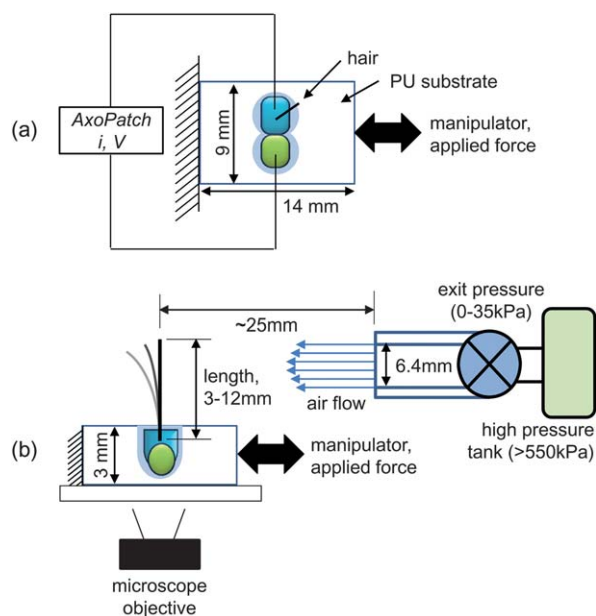 hair
PU substrate
(a)
AxoPatch
i, V
9 mm
manipulator,
applied force
14 mm
exit pressure
(0-35kPa)
~25mm
6.4mm
length,
3-12mm
air flow
high pressure
tank (>550kPa)
(b)
3 mm
manipulator,
applied force
microscope
objective